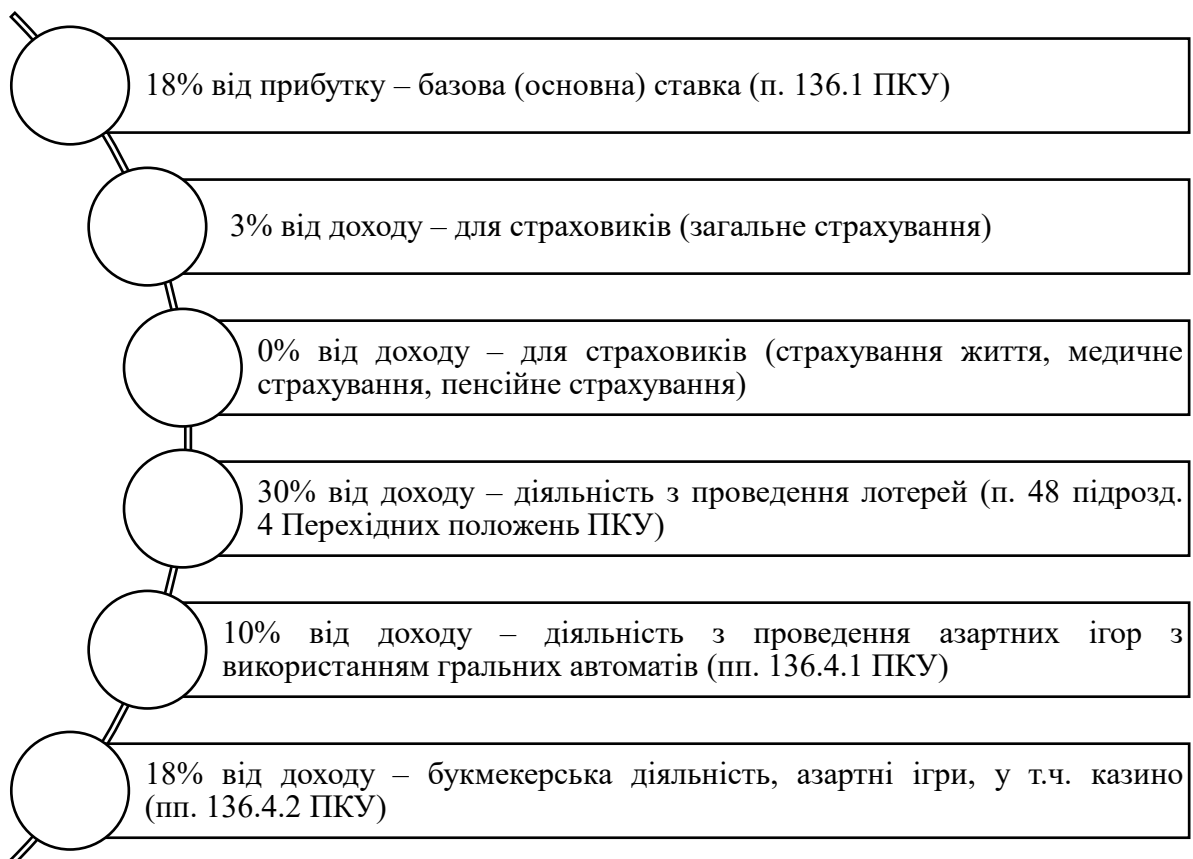 18% від прибутку – базова (основна) ставка (п. 136.1 ПКУ)
3% від доходу – для страховиків (загальне страхування)
0% від доходу – для страховиків (страхування життя, медичне
страхування, пенсійне страхування)
30% від доходу – діяльність з проведення лотерей (п. 48 підрозд.
4 Перехідних положень ПКУ)
10% від доходу – діяльність з проведення азартних ігор з
використанням гральних автоматів (пп. 136.4.1 ПКУ)
18% від доходу – букмекерська діяльність, азартні ігри, у т.ч. казино
(пп. 136.4.2 ПКУ)